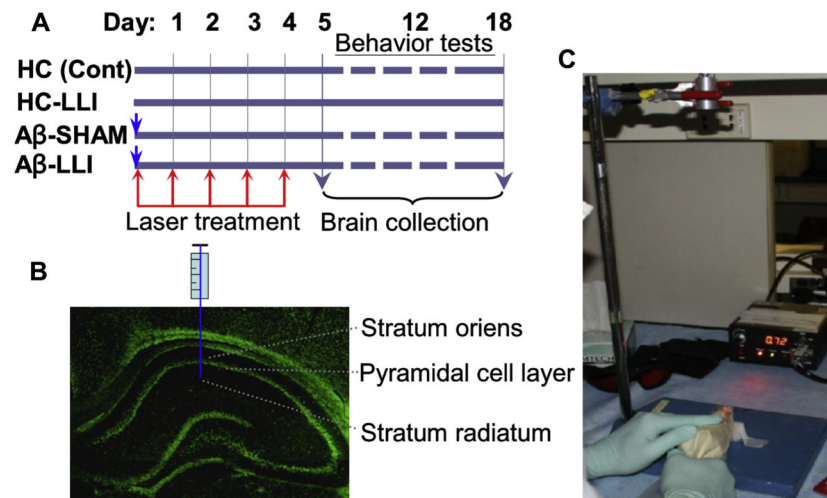 A
Day: 1 2 3 4 5 12 18
Behavior tests
HC (Cont)
HC-LLI
Aβ-SHAM
Aβ-LLI
Laser treatment
Brain collection
B
Stratum oriens
Pyramidal cell layer
Stratum radiatum
C
0.72